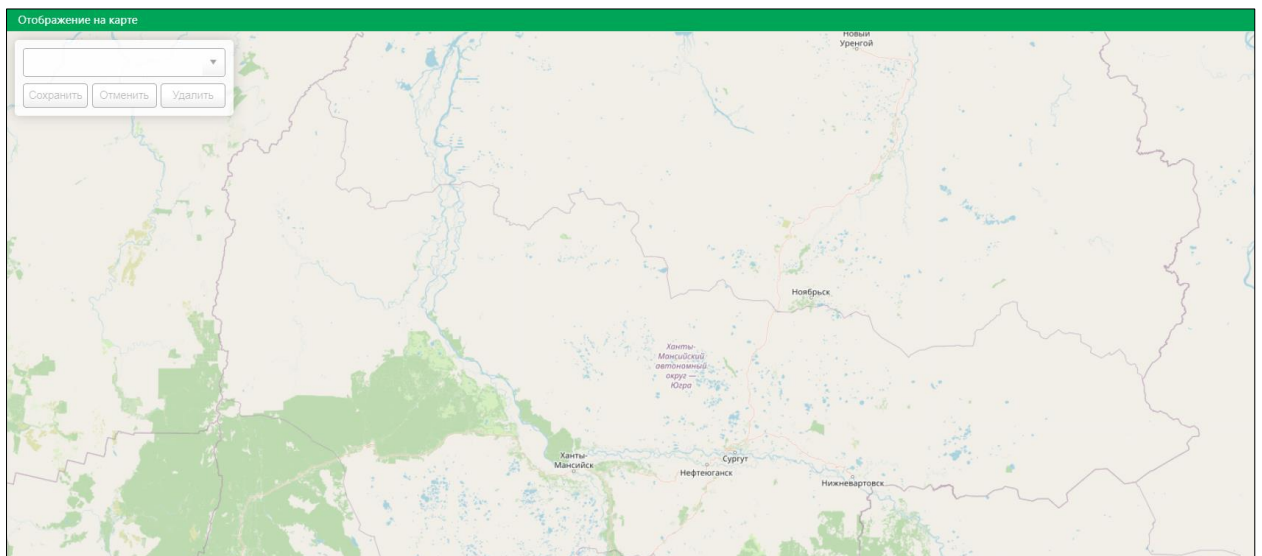 Отображение на карте
Сохранить Отменить Удалить
Новый
Уренгой
Ноябрьск
Ханты-
Мансийский
автономный
округ —
Югра
Ханты-
Мансийск
Сургут
Нефтеюганск
Нижневартовск